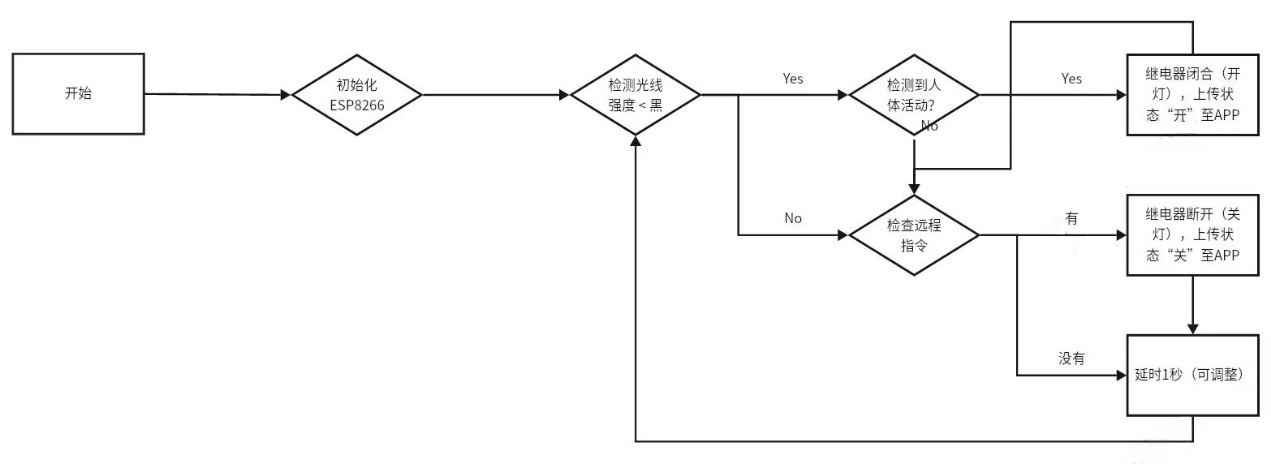 开始
初始化
ESP8266
检测光线
强度 < 黑
Yes
No
检测到人
体活动?
No
Yes
继电器闭合（开
灯），上传状
态“开”至APP
检查远程
指令
有
没有
继电器断开（关
灯），上传状
态“关”至APP
延时1秒（可调整）